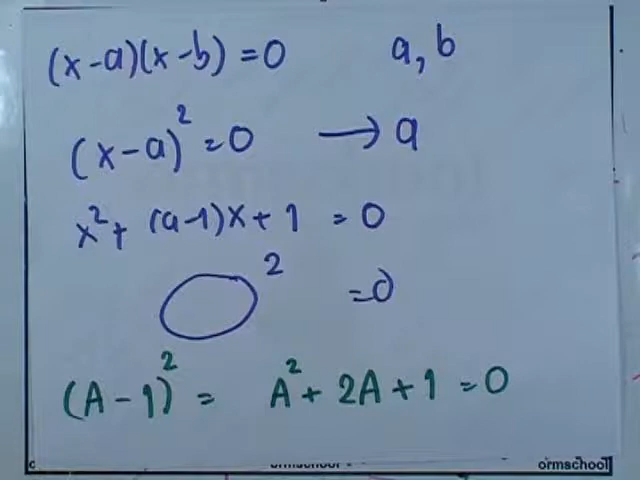 (x-a)(x-b) = 0 a, b
(x-a)² = 0 → a
x² + (a-1)x + 1 = 0
² = 0
(A-1)² = A² + 2A + 1 = 0
ormschool